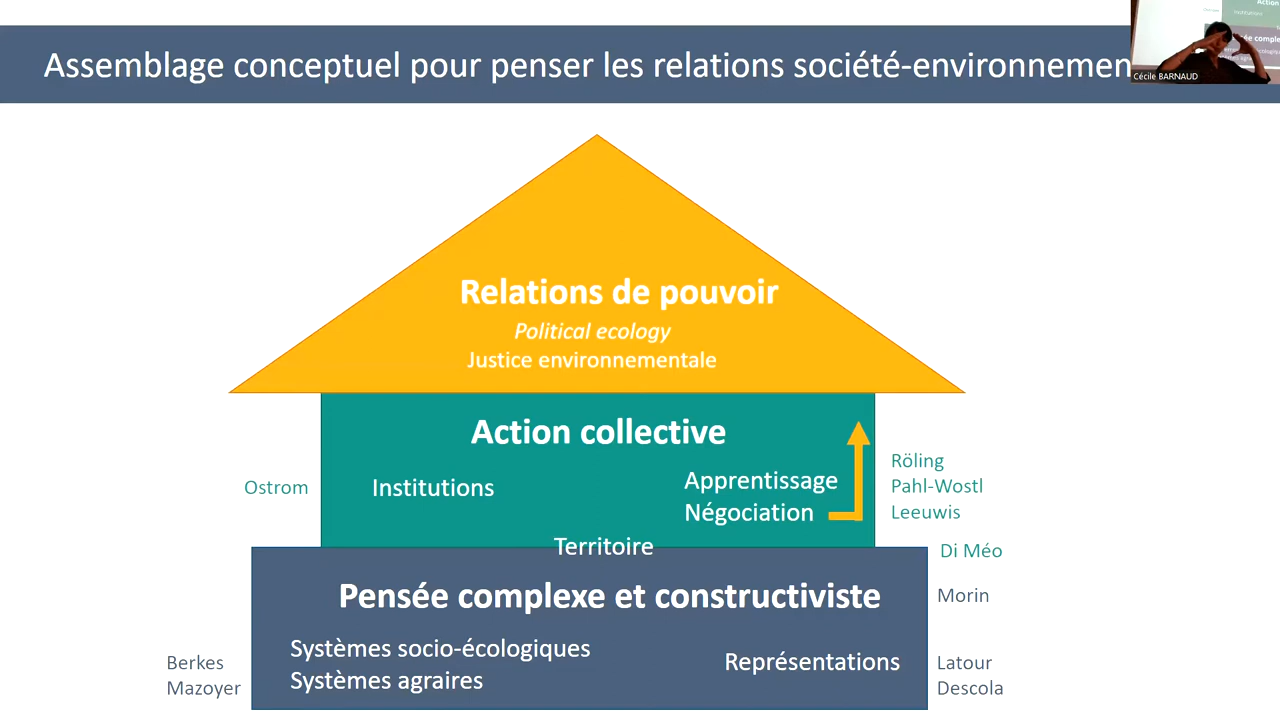 Assemblage conceptuel pour penser les relations société-environnemen
Cécile BARNAUD
Relations de pouvoir
Political ecology
Justice environnementale
Action collective
Ostrom
Institutions
Apprentissage
Négociation
Röling
Pahl-Wostl
Leeuwis
Territoire
Di Méo
Pensée complexe et constructiviste
Morin
Systèmes socio-écologiques
Systèmes agraires
Représentations
Berkes
Mazoyer
Latour
Descola